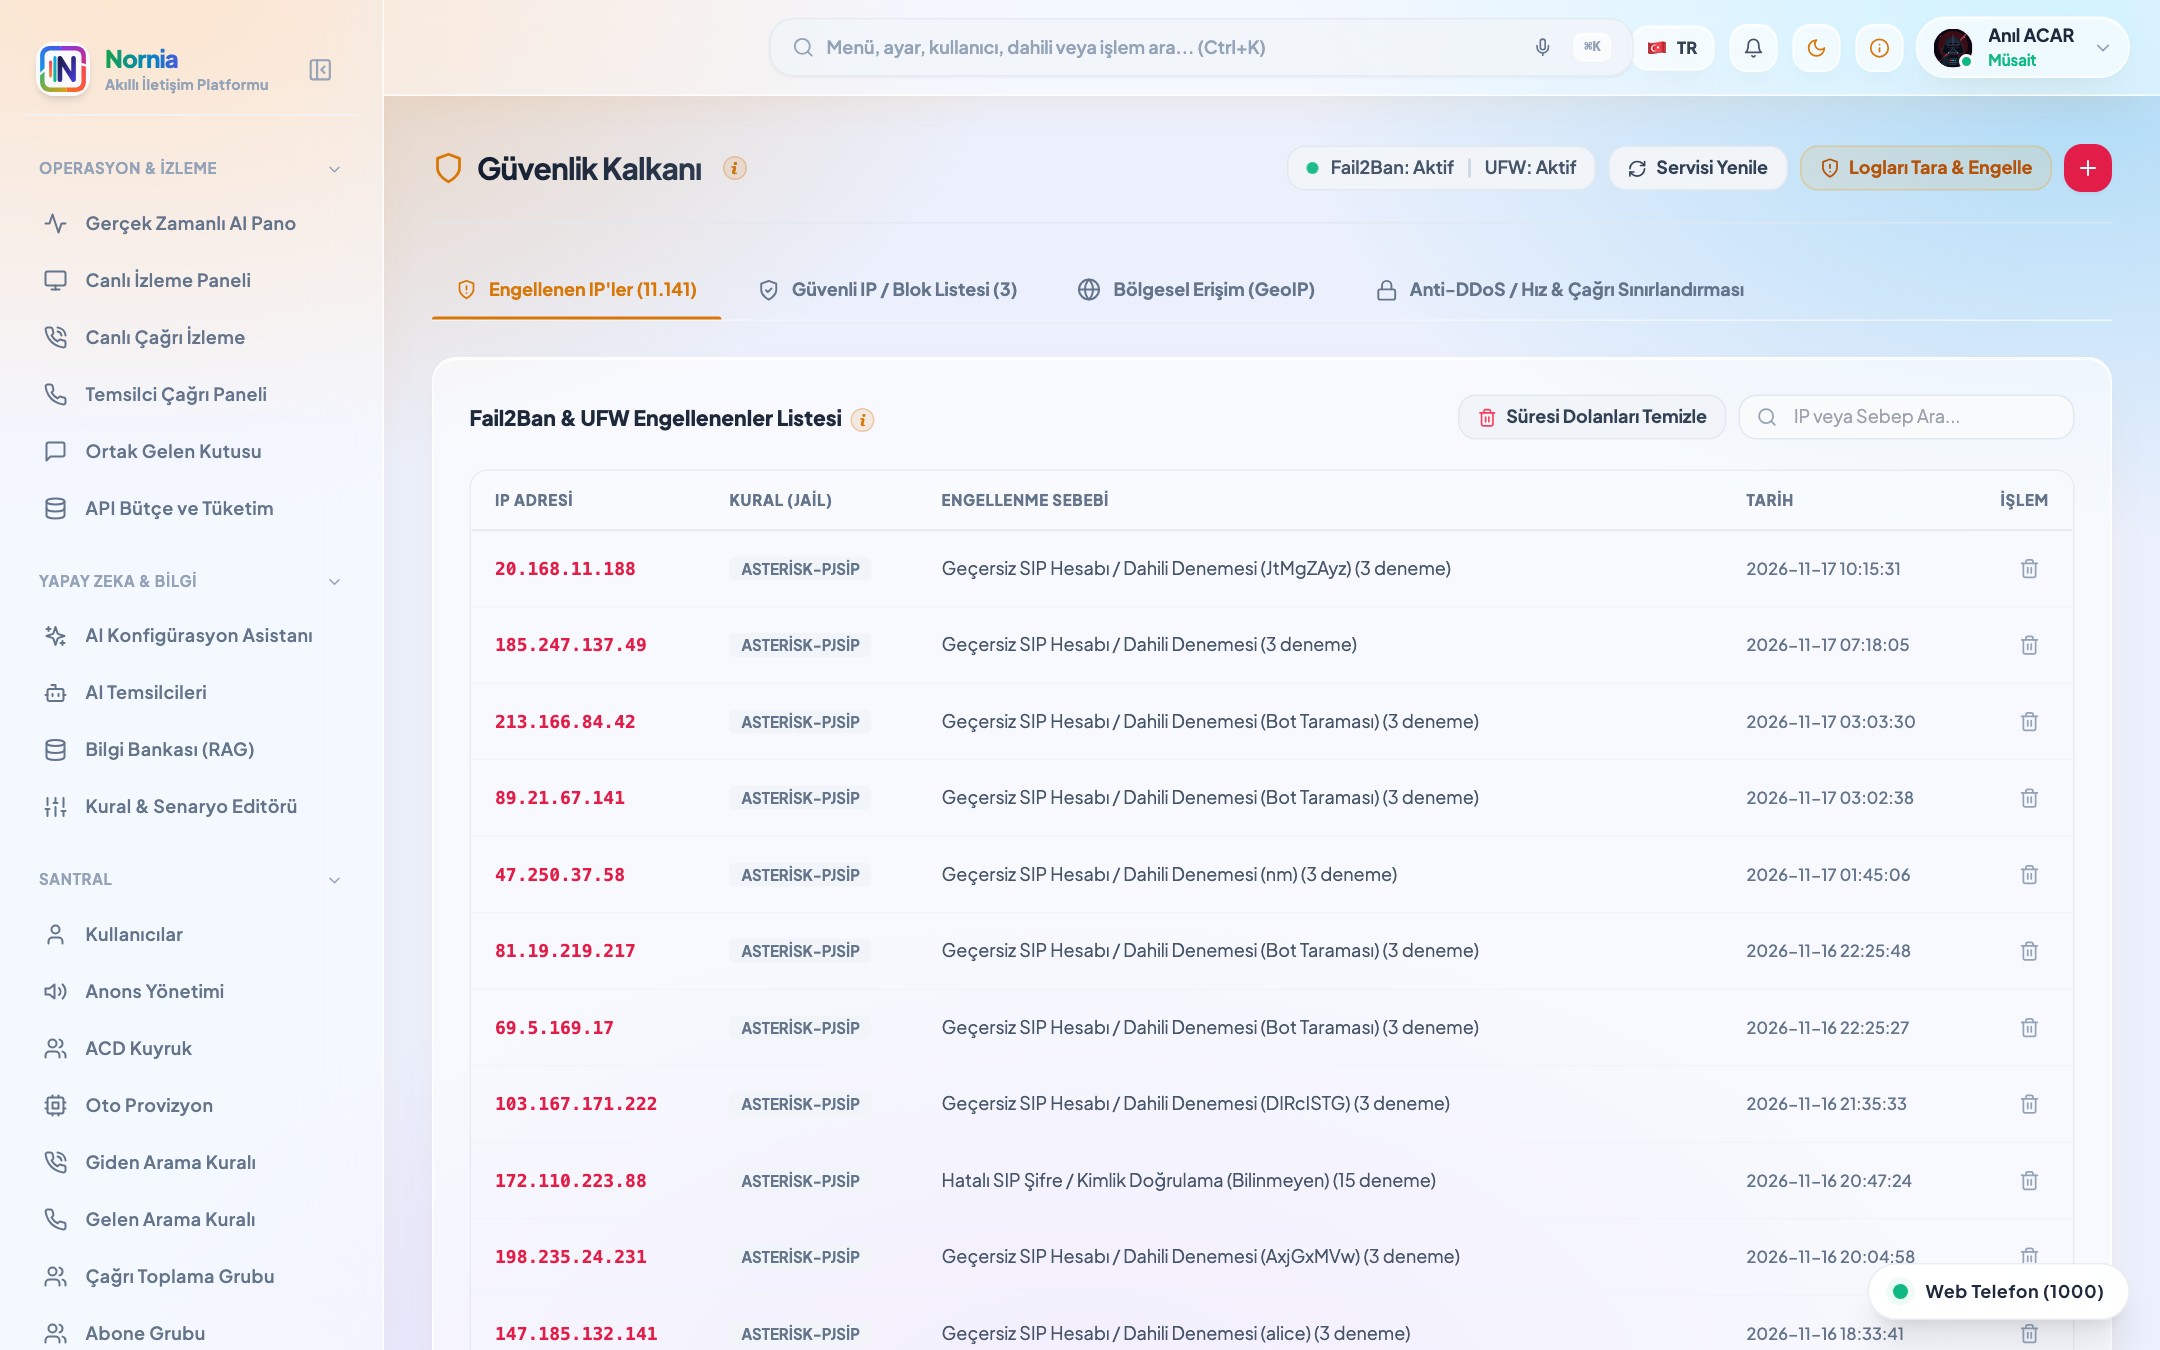 Nornia
Akıllı İletişim Platformu
Menü, ayar, kullanıcı, dahili veya işlem ara... (Ctrl+K)
⌘K
TR
Anıl ACAR
Müsait
OPERASYON & İZLEME
Gerçek Zamanlı AI Pano
Canlı İzleme Paneli
Canlı Çağrı İzleme
Temsilci Çağrı Paneli
Ortak Gelen Kutusu
API Bütçe ve Tüketim
YAPAY ZEKA & BİLGİ
AI Konfigürasyon Asistanı
AI Temsilcileri
Bilgi Bankası (RAG)
Kural & Senaryo Editörü
SANTRAL
Kullanıcılar
Anons Yönetimi
ACD Kuyruk
Oto Provizyon
Giden Arama Kuralı
Gelen Arama Kuralı
Çağrı Toplama Grubu
Abone Grubu
Güvenlik Kalkanı
Fail2Ban: Aktif | UFW: Aktif
Servisi Yenile
Logları Tara & Engelle
Engellenen IP'ler (11.141)
Güvenli IP / Blok Listesi (3)
Bölgesel Erişim (GeoIP)
Anti-DDoS / Hız & Çağrı Sınırlandırması
Fail2Ban & UFW Engellenenler Listesi
Süresi Dolanları Temizle
IP veya Sebep Ara...
IP ADRESİ KURAL (JAİL) ENGELLENME SEBEBİ TARİH İŞLEM
20.168.11.188 ASTERİSK-PJSİP Geçersiz SIP Hesabı / Dahili Denemesi (JtMgZAyz) (3 deneme) 2026-11-17 10:15:31
185.247.137.49 ASTERİSK-PJSİP Geçersiz SIP Hesabı / Dahili Denemesi (3 deneme) 2026-11-17 07:18:05
213.166.84.42 ASTERİSK-PJSİP Geçersiz SIP Hesabı / Dahili Denemesi (Bot Taraması) (3 deneme) 2026-11-17 03:03:30
89.21.67.141 ASTERİSK-PJSİP Geçersiz SIP Hesabı / Dahili Denemesi (Bot Taraması) (3 deneme) 2026-11-17 03:02:38
47.250.37.58 ASTERİSK-PJSİP Geçersiz SIP Hesabı / Dahili Denemesi (nm) (3 deneme) 2026-11-17 01:45:06
81.19.219.217 ASTERİSK-PJSİP Geçersiz SIP Hesabı / Dahili Denemesi (Bot Taraması) (3 deneme) 2026-11-16 22:25:48
69.5.169.17 ASTERİSK-PJSİP Geçersiz SIP Hesabı / Dahili Denemesi (Bot Taraması) (3 deneme) 2026-11-16 22:25:27
103.167.171.222 ASTERİSK-PJSİP Geçersiz SIP Hesabı / Dahili Denemesi (DIRcISTG) (3 deneme) 2026-11-16 21:35:33
172.110.223.88 ASTERİSK-PJSİP Hatalı SIP Şifre / Kimlik Doğrulama (Bilinmeyen) (15 deneme) 2026-11-16 20:47:24
198.235.24.231 ASTERİSK-PJSİP Geçersiz SIP Hesabı / Dahili Denemesi (AxjGxMVw) (3 deneme) 2026-11-16 20:04:58
147.185.132.141 ASTERİSK-PJSİP Geçersiz SIP Hesabı / Dahili Denemesi (alice) (3 deneme) 2026-11-16 18:33:41
Web Telefon (1000)